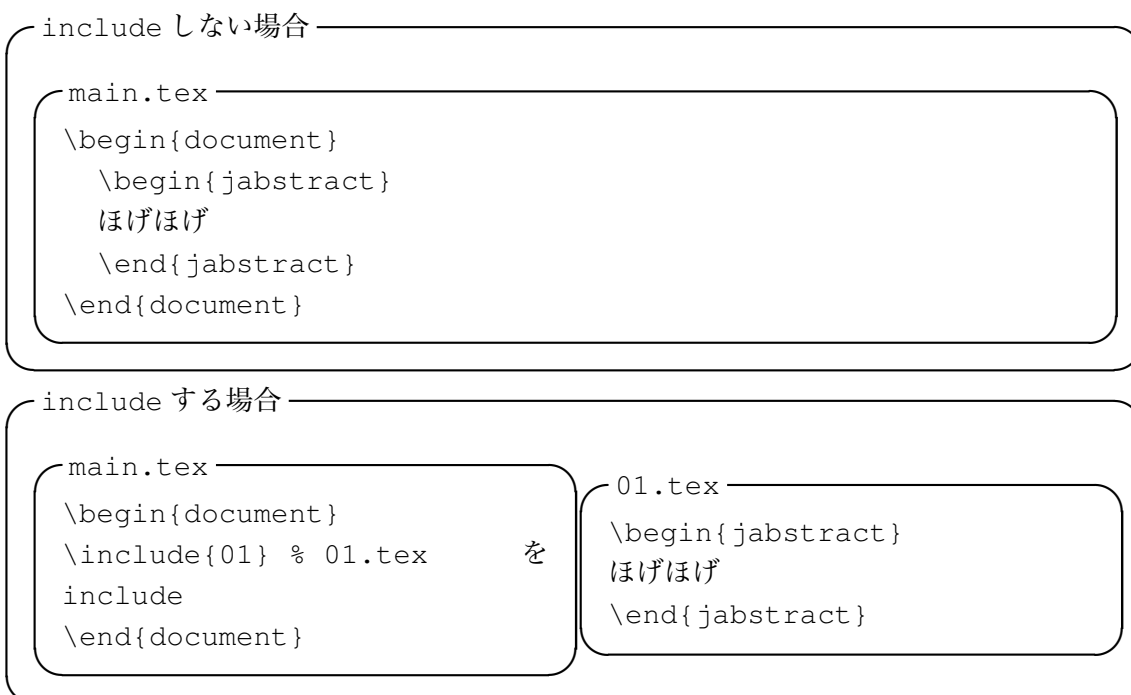 include しない場合
main.tex
\begin{document}
\begin{jabstract}
ほげほげ
\end{jabstract}
\end{document}
include する場合
main.tex
\begin{document}
\include{01} % 01.tex を
include
\end{document}
01.tex
\begin{jabstract}
ほげほげ
\end{jabstract}